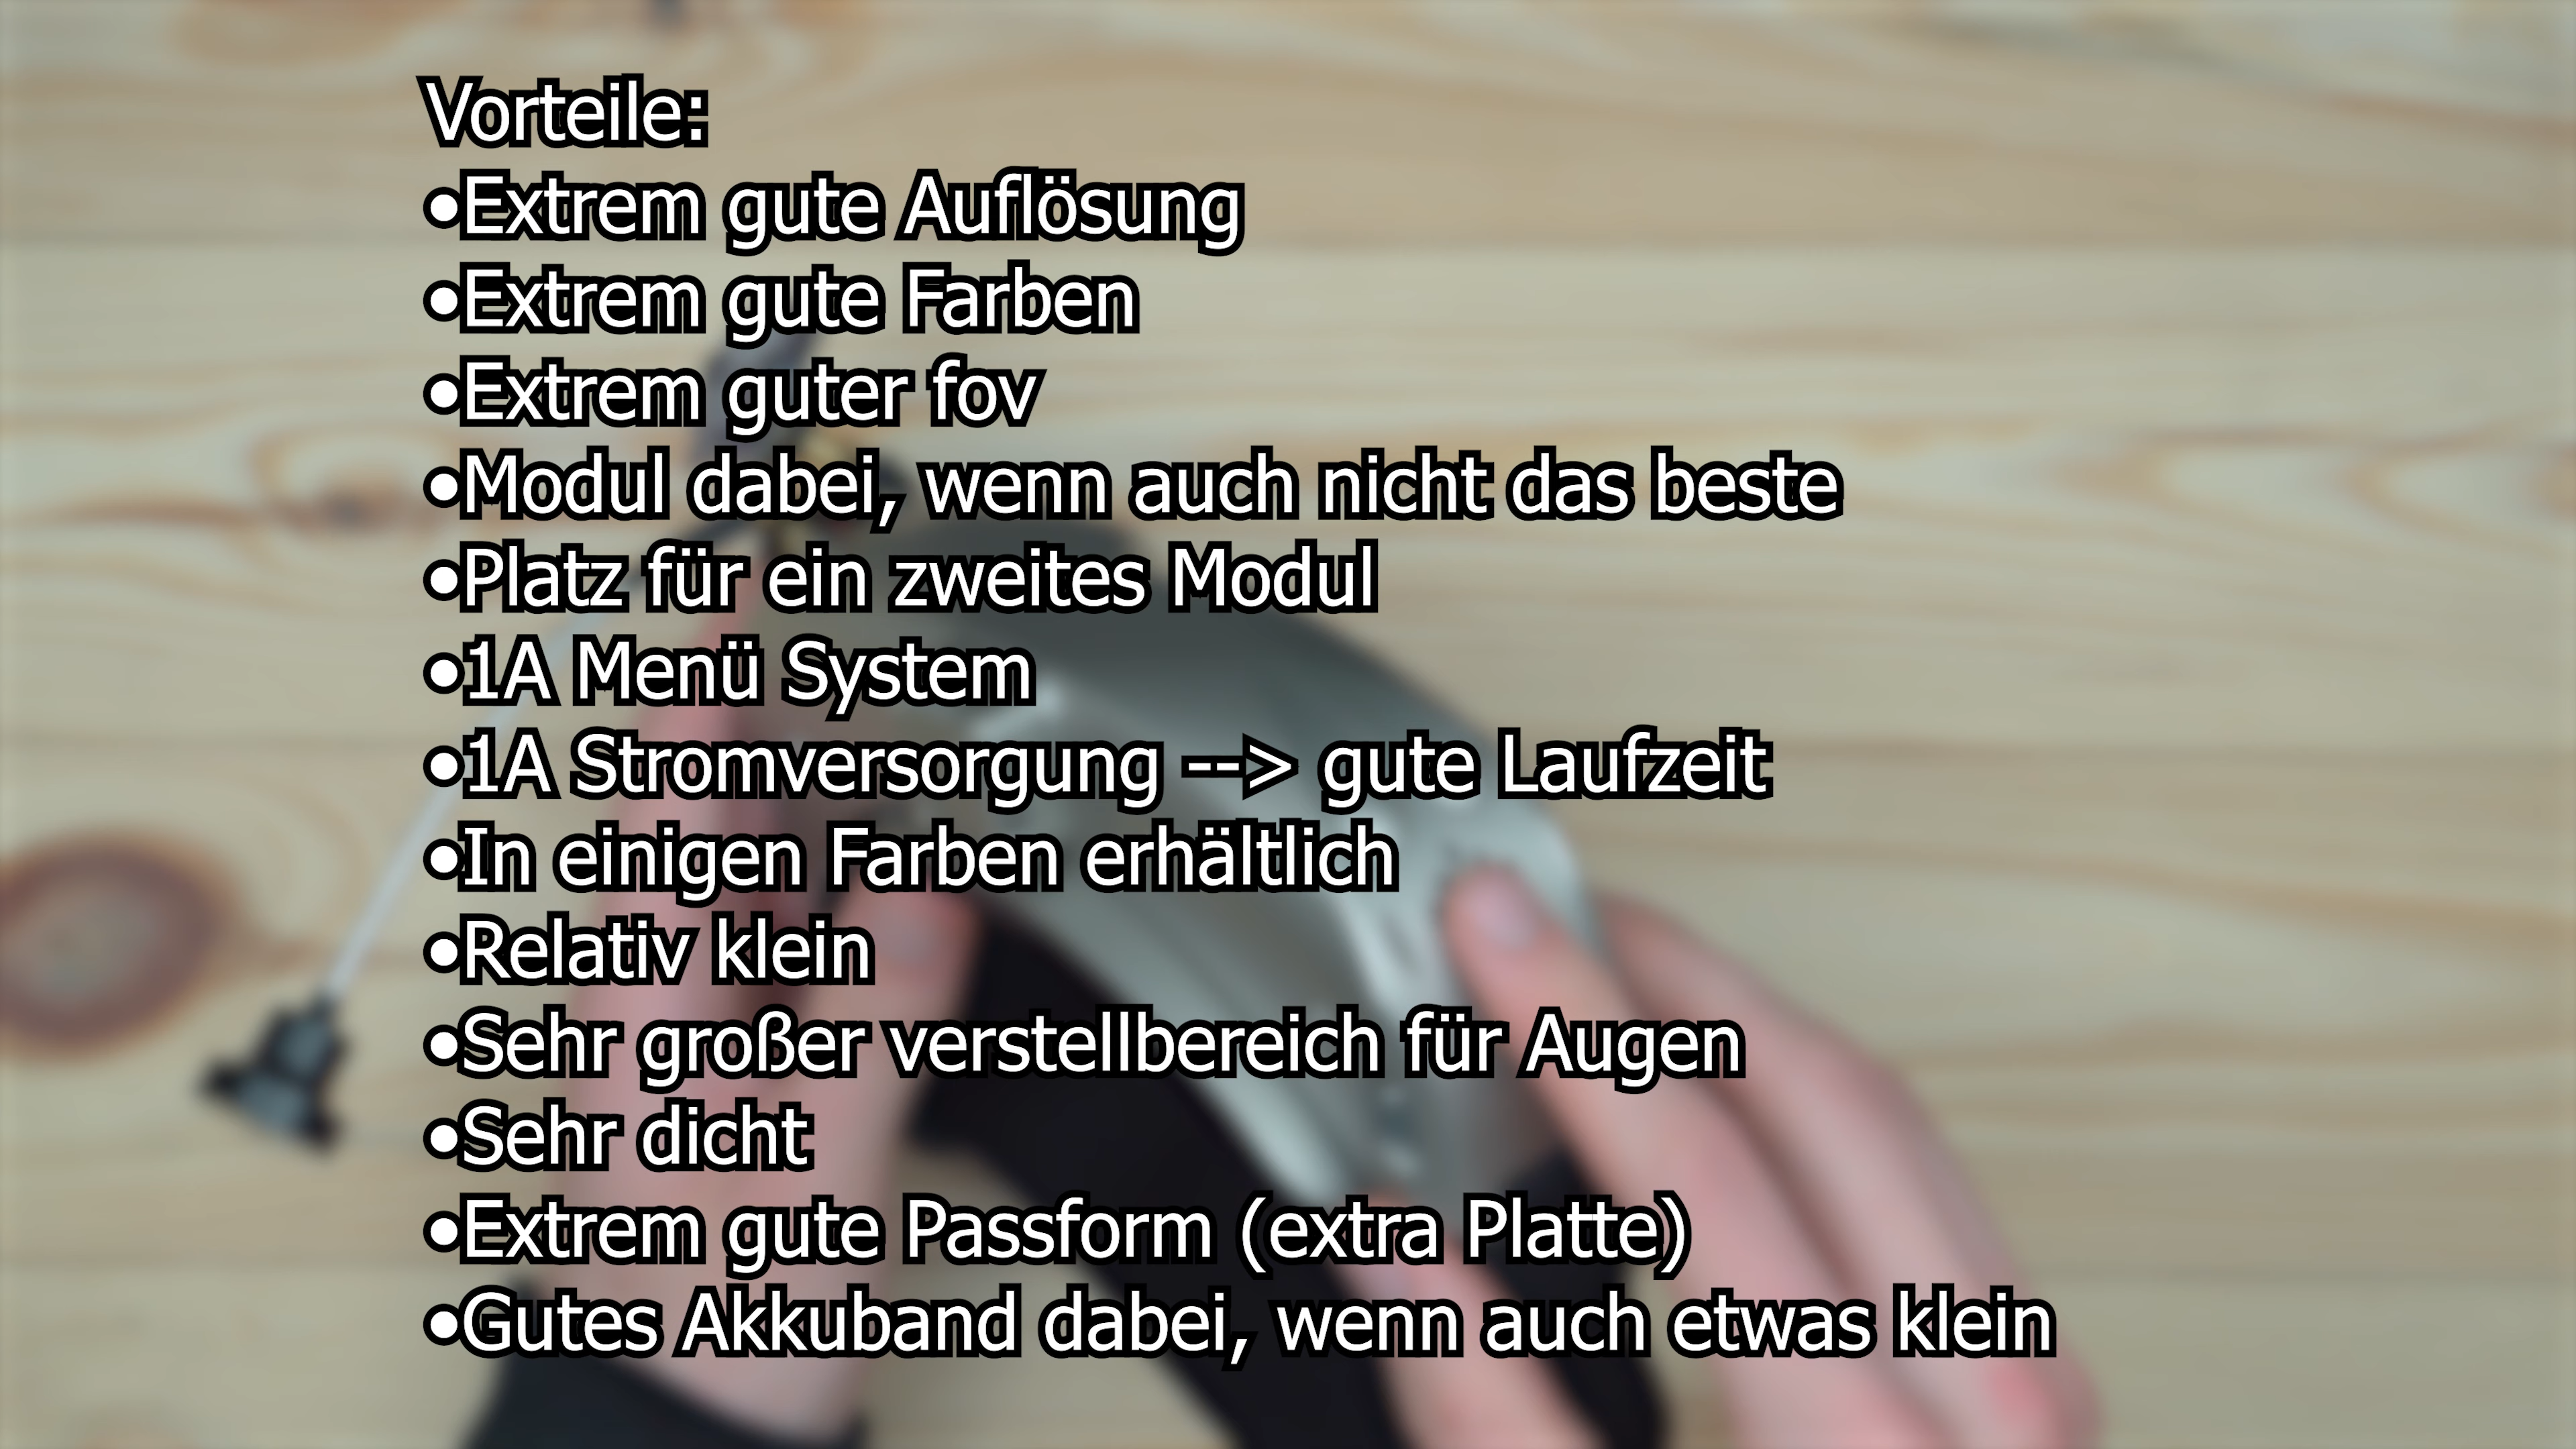 Vorteile:
•Extrem gute Auflösung
•Extrem gute Farben
•Extrem guter fov
•Modul dabei, wenn auch nicht das beste
•Platz für ein zweites Modul
•1A Menü System
•1A Stromversorgung --> gute Laufzeit
•In einigen Farben erhältlich
•Relativ klein
•Sehr großer verstellbereich für Augen
•Sehr dicht
•Extrem gute Passform (extra Platte)
•Gutes Akkuband dabei, wenn auch etwas klein